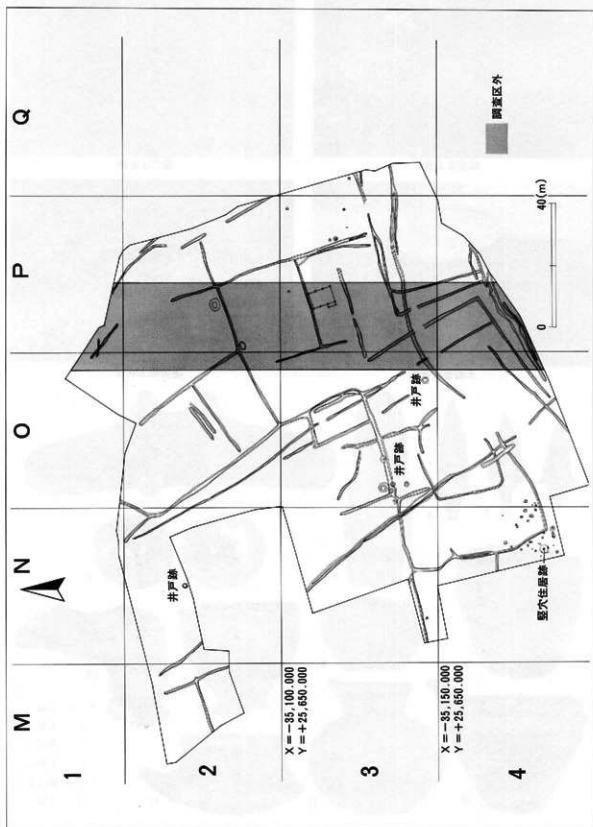 M
N
O
P
Q
1
2
3
4
井戸跡
X=-35,100.000
Y=+25,650.000
井戸跡
井戸跡
X=-35,150.000
Y=+25,650.000
竪穴住居跡
調査区外
0
40(m)